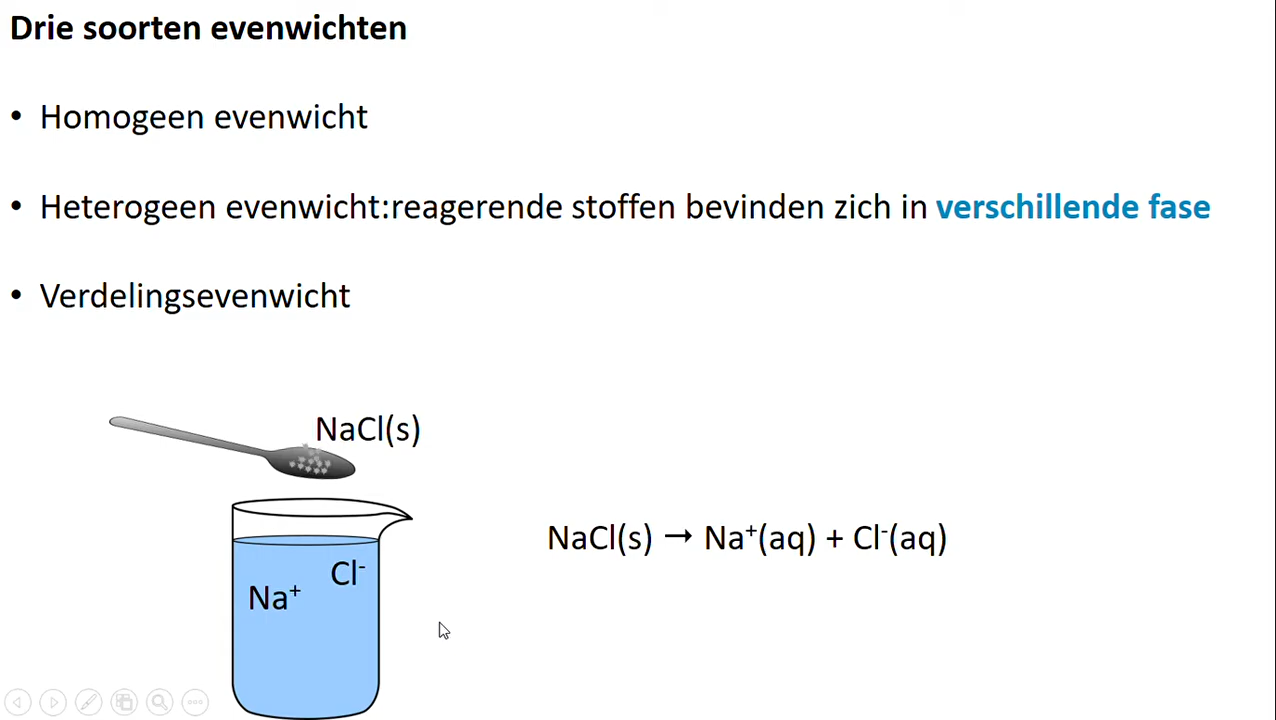 Drie soorten evenwichten
• Homogeen evenwicht
• Heterogeen evenwicht:reagerende stoffen bevinden zich in verschillende fase
• Verdelingsevenwicht
NaCl(s)
NaCl(s) → Na⁺(aq) + Cl⁻(aq)
Cl⁻
Na⁺